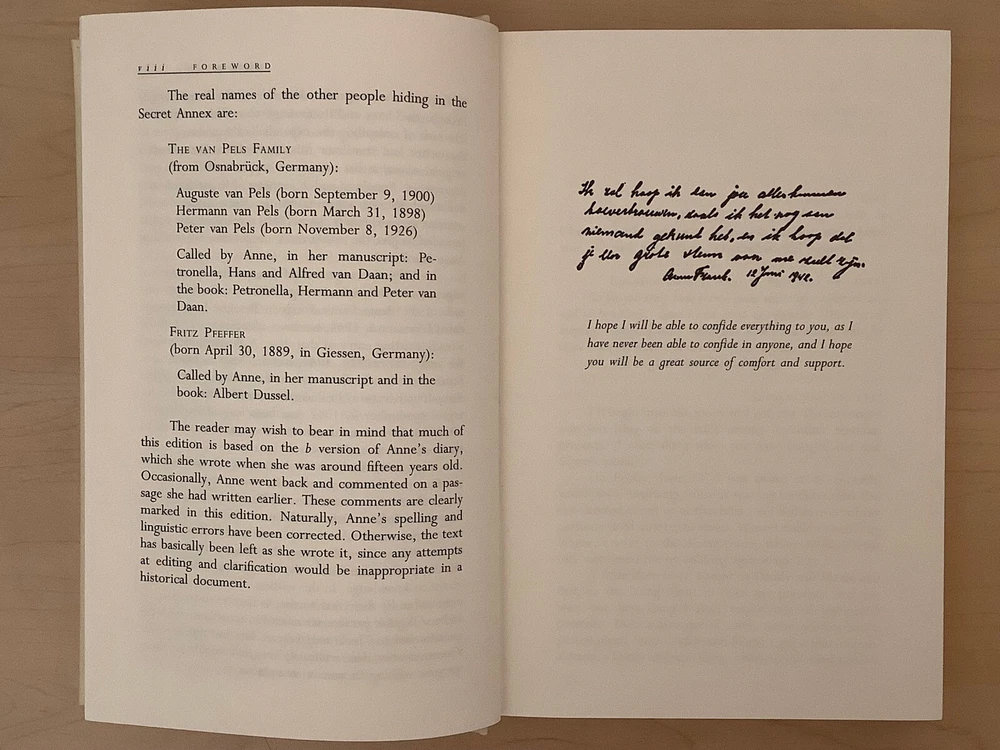 viii FOREWORD
The real names of the other people hiding in the
Secret Annex are:
THE VAN PELS FAMILY
(from Osnabrück, Germany):
Auguste van Pels (born September 9, 1900)
Hermann van Pels (born March 31, 1898)
Peter van Pels (born November 8, 1926)
Called by Anne, in her manuscript: Pe-
tronella, Hans and Alfred van Daan; and in
the book: Petronella, Hermann and Peter van
Daan.
FRITZ PFEFFER
(born April 30, 1889, in Giessen, Germany):
Called by Anne, in her manuscript and in the
book: Albert Dussel.
The reader may wish to bear in mind that much of
this edition is based on the b version of Anne's diary,
which she wrote when she was around fifteen years old.
Occasionally, Anne went back and commented on a pas-
sage she had written earlier. These comments are clearly
marked in this edition. Naturally, Anne's spelling and
linguistic errors have been corrected. Otherwise, the text
has basically been left as she wrote it, since any attempts
at editing and clarification would be inappropriate in a
historical document.
Ik zal hoop ik aan jou alles kunnen
toevertrouwen, zoals ik het nog aan
niemand gekunt heb, en ik hoop dat
je een grote steun voor me zult zijn.
Anne Frank. 12 Juni 1942.
I hope I will be able to confide everything to you, as I
have never been able to confide in anyone, and I hope
you will be a great source of comfort and support.